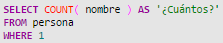 SELECT COUNT( nombre ) AS '¿Cuántos?'
FROM persona
WHERE 1